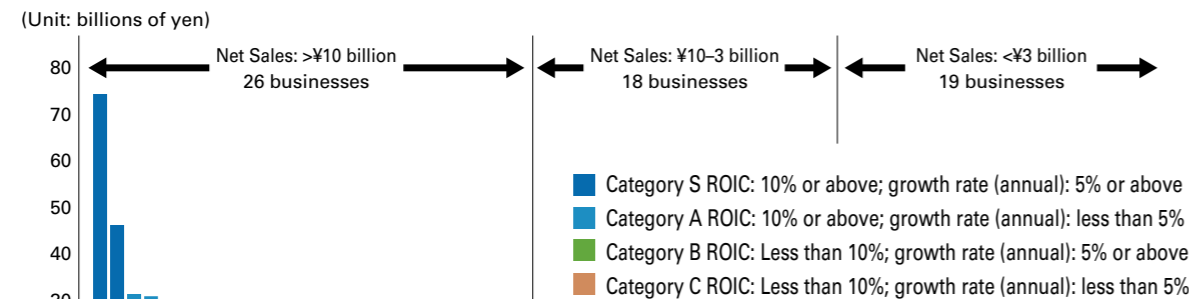 (Unit: billions of yen)
Net Sales: >¥10 billion
26 businesses
Net Sales: ¥10–3 billion
18 businesses
Net Sales: <¥3 billion
19 businesses
80
70
60
50
40
Category S ROIC: 10% or above; growth rate (annual): 5% or above
Category A ROIC: 10% or above; growth rate (annual): less than 5%
Category B ROIC: Less than 10%; growth rate (annual): 5% or above
Category C ROIC: Less than 10%; growth rate (annual): less than 5%